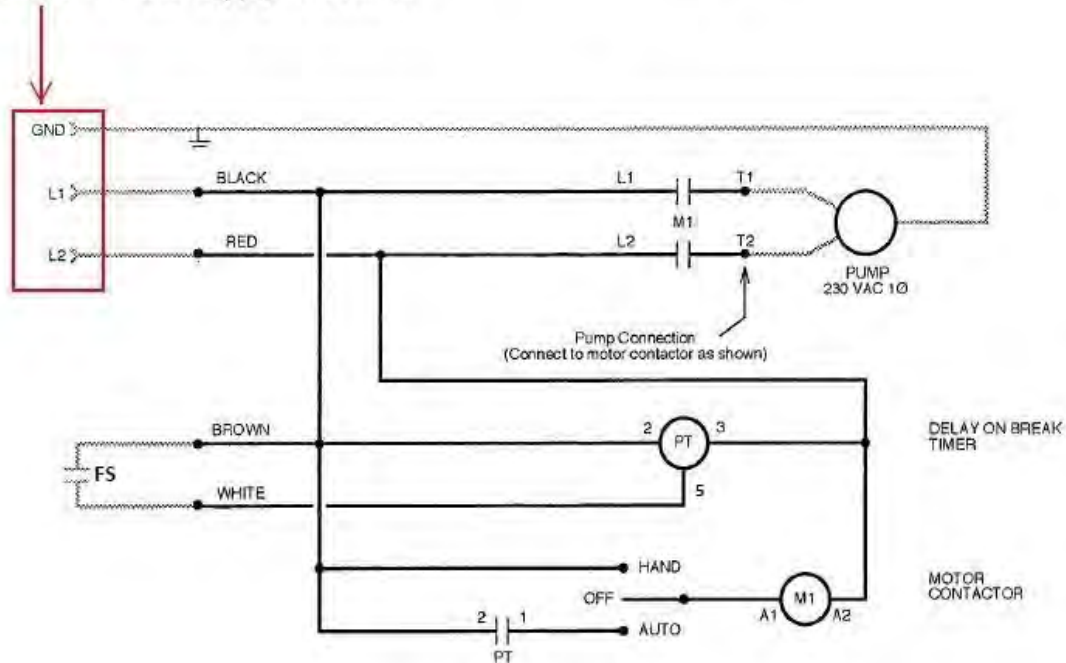 GND
BLACK
L1
L1
T1
M1
RED
L2
L2
T2
PUMP
230 VAC 1Ø
Pump Connection
(Connect to motor contactor as shown)
BROWN
2
PT
3
DELAY ON BREAK
TIMER
FS
5
WHITE
HAND
MOTOR
CONTACTOR
OFF
M1
A1
A2
2
1
AUTO
PT